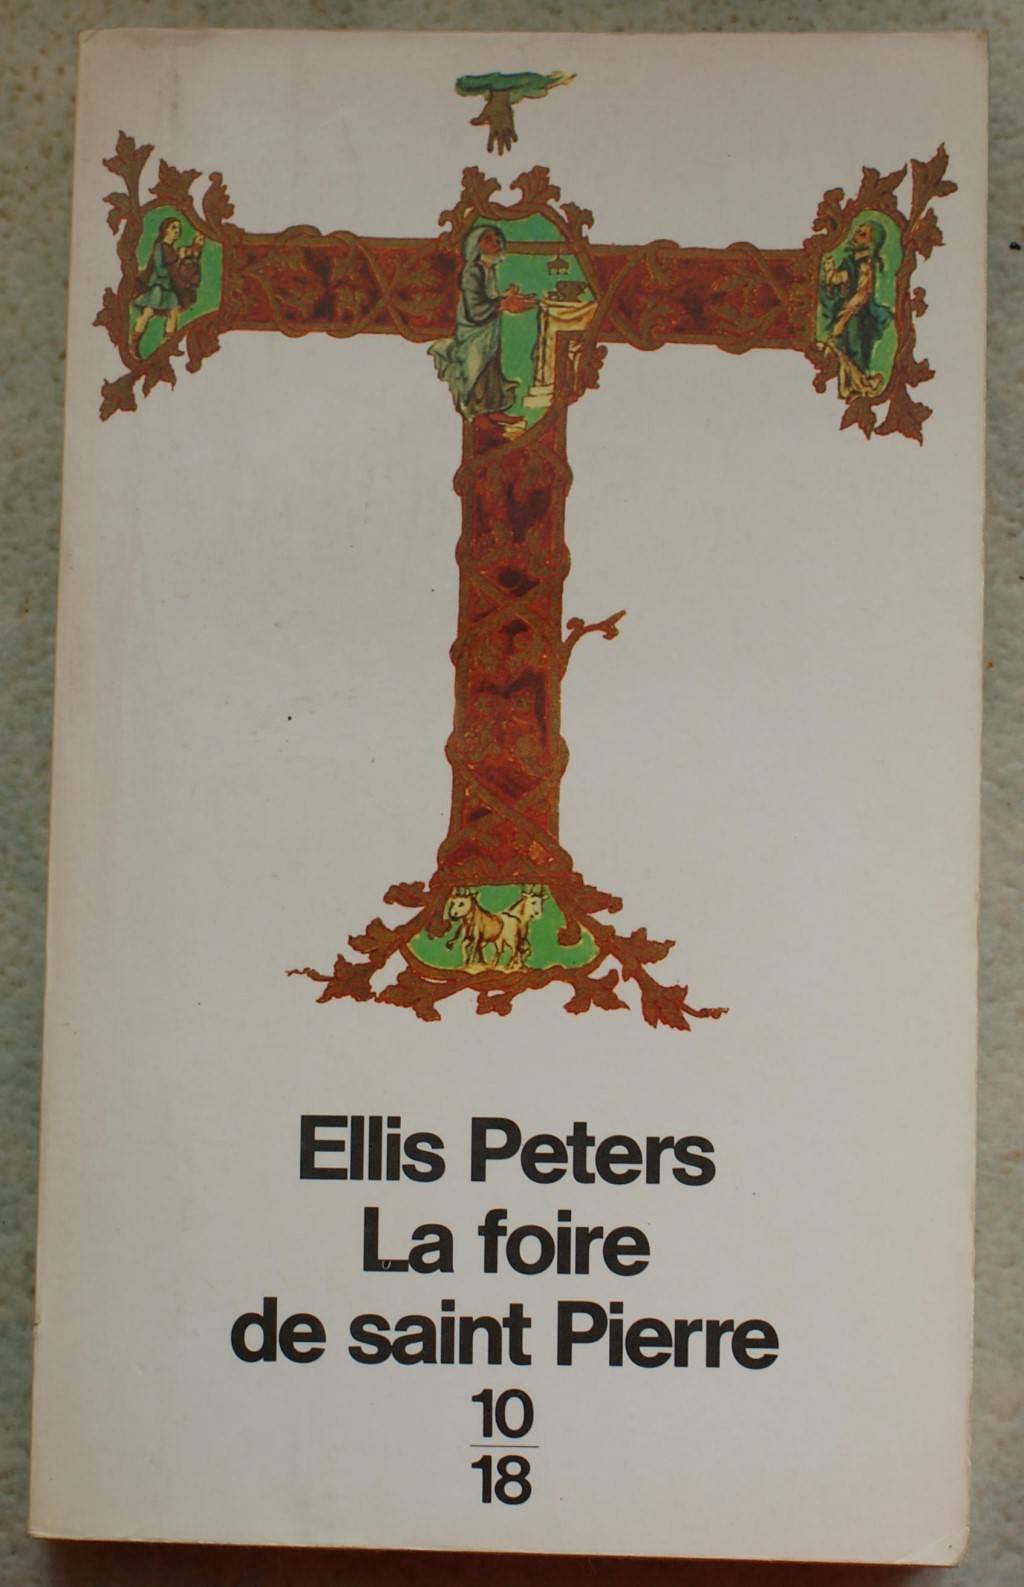 Ellis Peters
La foire
de saint Pierre
10
18